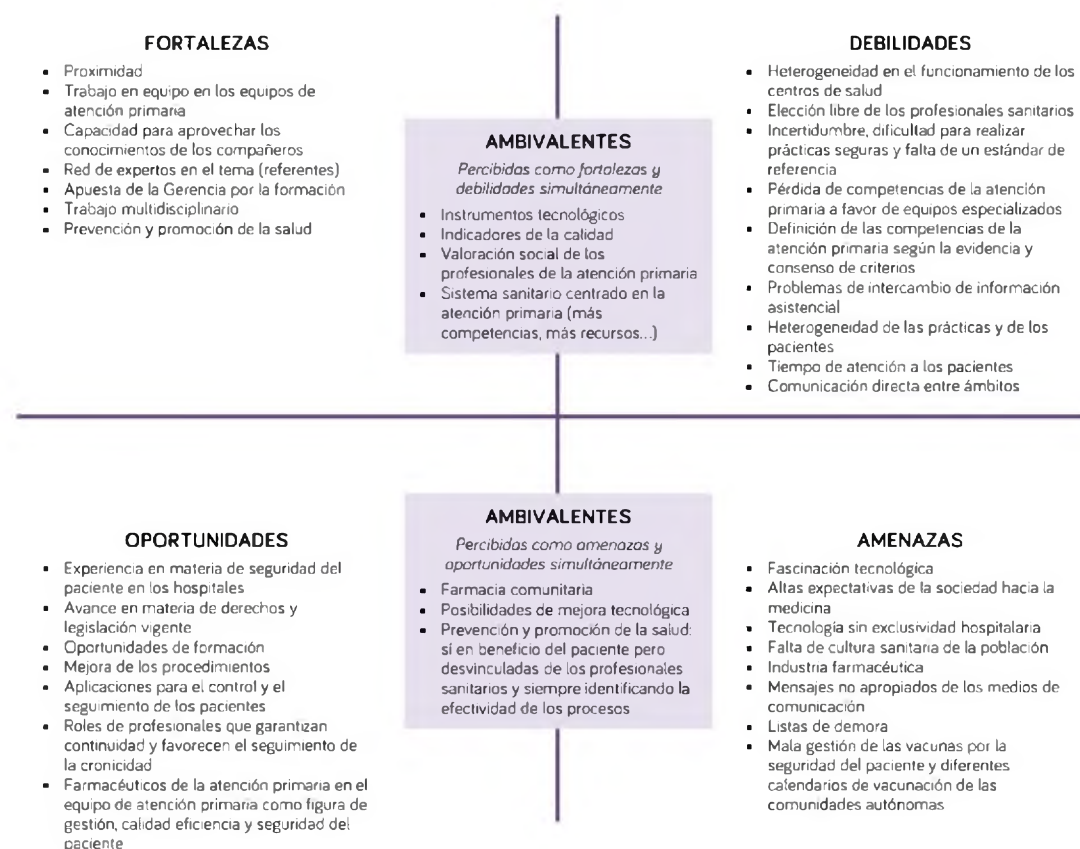 FORTALEZAS
▪ Proximidad
▪ Trabajo en equipo en los equipos de
atención primaria
▪ Capacidad para aprovechar los
conocimientos de los compañeros
▪ Red de expertos en el tema (referentes)
▪ Apuesta de la Gerencia por la formación
▪ Trabajo multidisciplinario
▪ Prevención y promoción de la salud
AMBIVALENTES
Percibidas como fortalezas y
debilidades simultáneamente
▪ Instrumentos tecnológicos
▪ Indicadores de la calidad
▪ Valoración social de los
profesionales de la atención primaria
▪ Sistema sanitario centrado en la
atención primaria (más
competencias, más recursos...)
DEBILIDADES
▪ Heterogeneidad en el funcionamiento de los
centros de salud
▪ Elección libre de los profesionales sanitarios
▪ Incertidumbre, dificultad para realizar
prácticas seguras y falta de un estándar de
referencia
▪ Pérdida de competencias de la atención
primaria a favor de equipos especializados
▪ Definición de las competencias de la
atención primaria según la evidencia y
consenso de criterios
▪ Problemas de intercambio de información
asistencial
▪ Heterogeneidad de las prácticas y de los
pacientes
▪ Tiempo de atención a los pacientes
▪ Comunicación directa entre ámbitos
OPORTUNIDADES
▪ Experiencia en materia de seguridad del
paciente en los hospitales
▪ Avance en materia de derechos y
legislación vigente
▪ Oportunidades de formación
▪ Mejora de los procedimientos
▪ Aplicaciones para el control y el
seguimiento de los pacientes
▪ Roles de profesionales que garantizan
continuidad y favorecen el seguimiento de
la cronicidad
▪ Farmacéuticos de la atención primaria en el
equipo de atención primaria como figura de
gestión, calidad eficiencia y seguridad del
paciente
AMBIVALENTES
Percibidas como amenazas y
oportunidades simultáneamente
▪ Farmacia comunitaria
▪ Posibilidades de mejora tecnológica
▪ Prevención y promoción de la salud:
sí en beneficio del paciente pero
desvinculadas de los profesionales
sanitarios y siempre identificando la
efectividad de los procesos
AMENAZAS
▪ Fascinación tecnológica
▪ Altas expectativas de la sociedad hacia la
medicina
▪ Tecnología sin exclusividad hospitalaria
▪ Falta de cultura sanitaria de la población
▪ Industria farmacéutica
▪ Mensajes no apropiados de los medios de
comunicación
▪ Listas de demora
▪ Mala gestión de las vacunas por la
seguridad del paciente y diferentes
calendarios de vacunación de las
comunidades autónomas